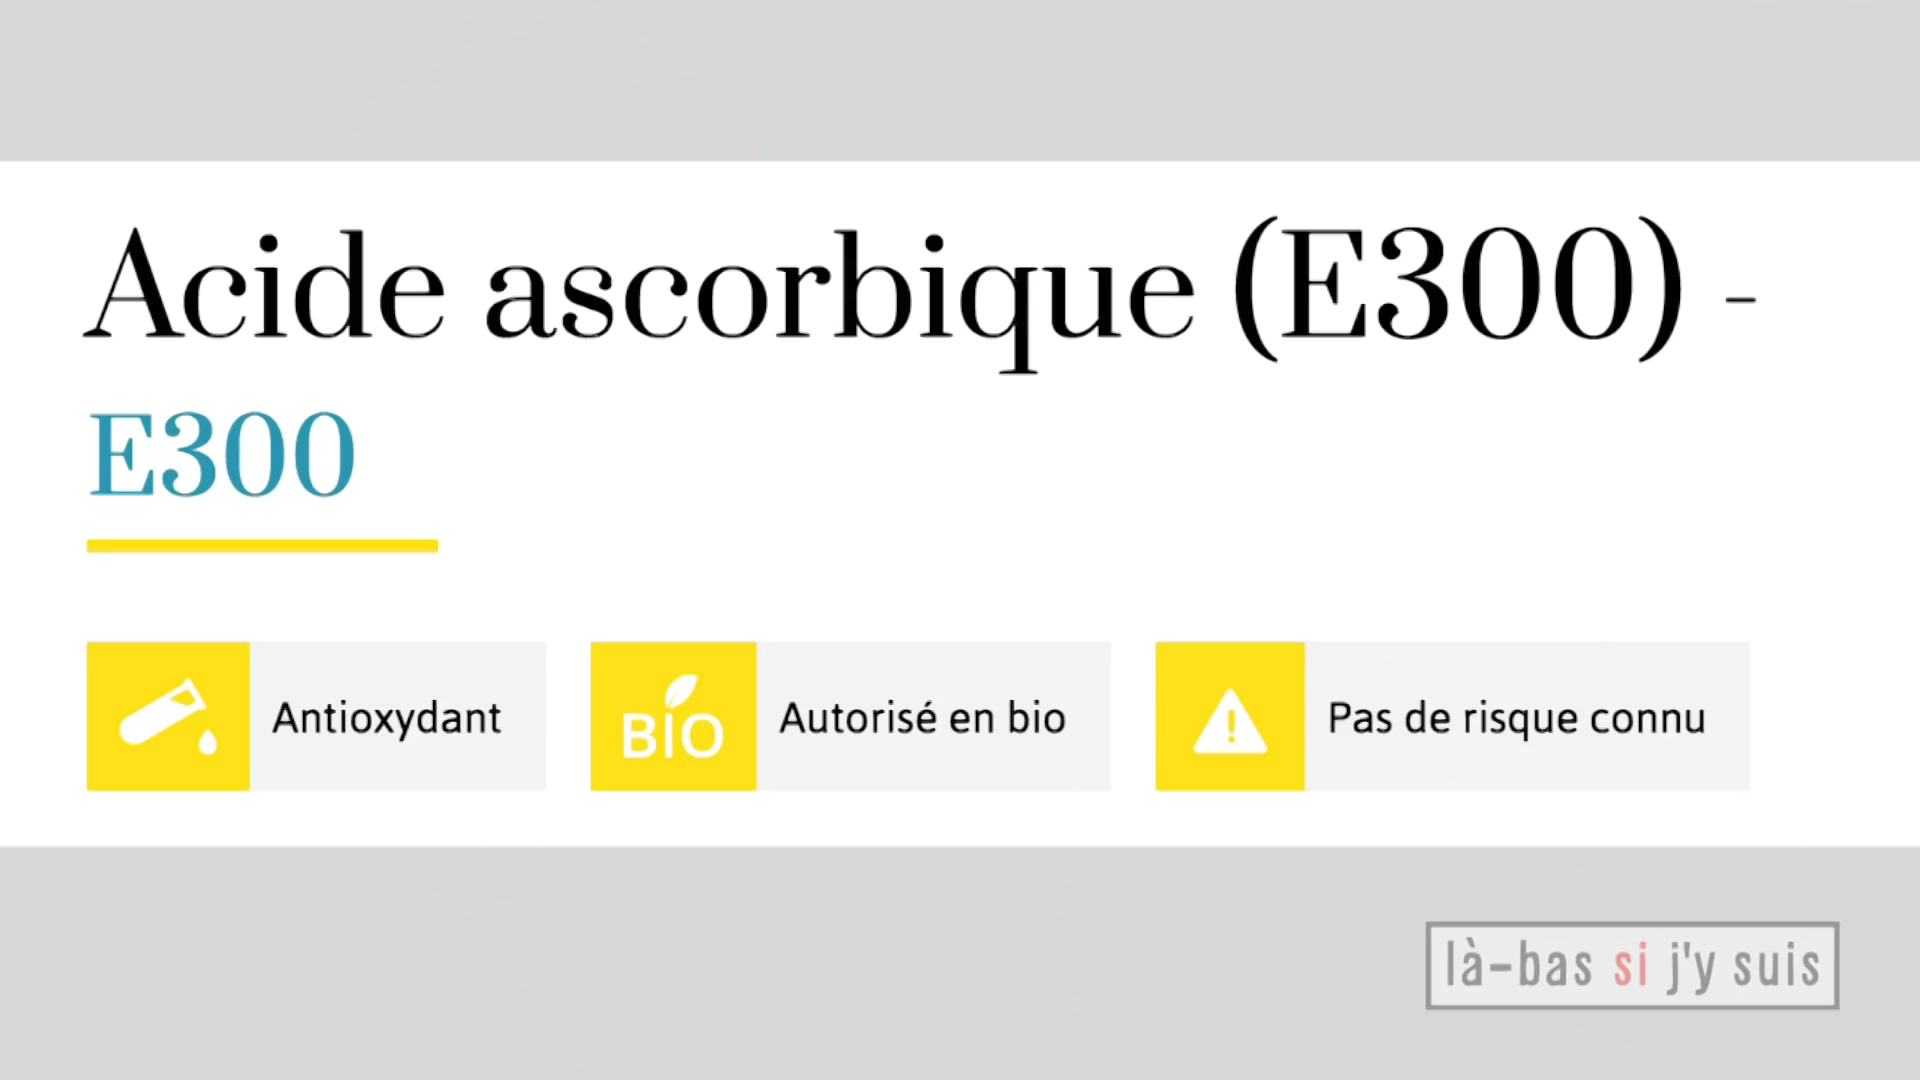 Acide ascorbique (E300) -
E300
Antioxydant
BIO
Autorisé en bio
Pas de risque connu
là-bas si j'y suis